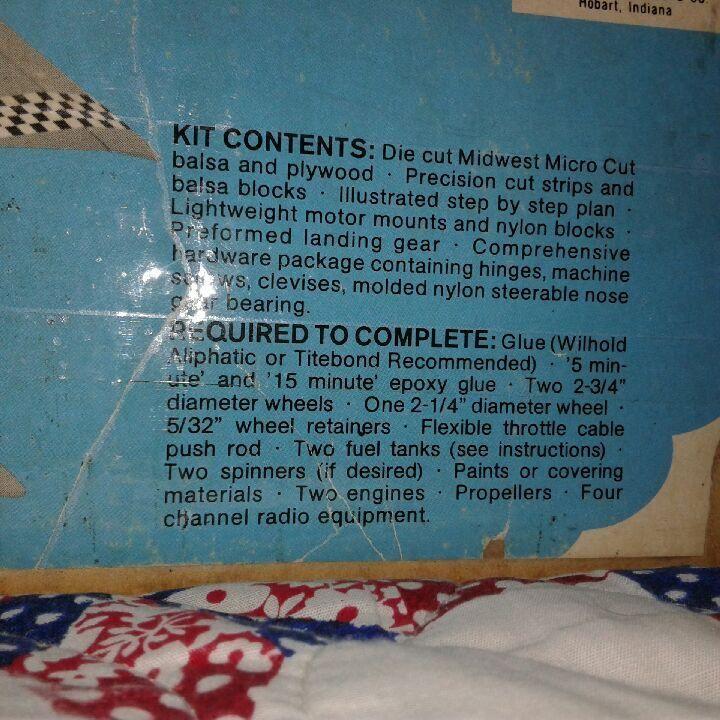 Hobart, Indiana
KIT CONTENTS: Die cut Midwest Micro Cut
balsa and plywood · Precision cut strips and
balsa blocks · Illustrated step by step plan ·
Lightweight motor mounts and nylon blocks ·
Preformed landing gear · Comprehensive
hardware package containing hinges, machine
screws, clevises, molded nylon steerable nose
gear bearing.
REQUIRED TO COMPLETE: Glue (Wilhold
Aliphatic or Titebond Recommended) · '5 min-
ute' and '15 minute' epoxy glue · Two 2-3/4"
diameter wheels · One 2-1/4" diameter wheel ·
5/32" wheel retainers · Flexible throttle cable
push rod · Two fuel tanks (see instructions) ·
Two spinners (if desired) · Paints or covering
materials · Two engines · Propellers · Four
channel radio equipment.